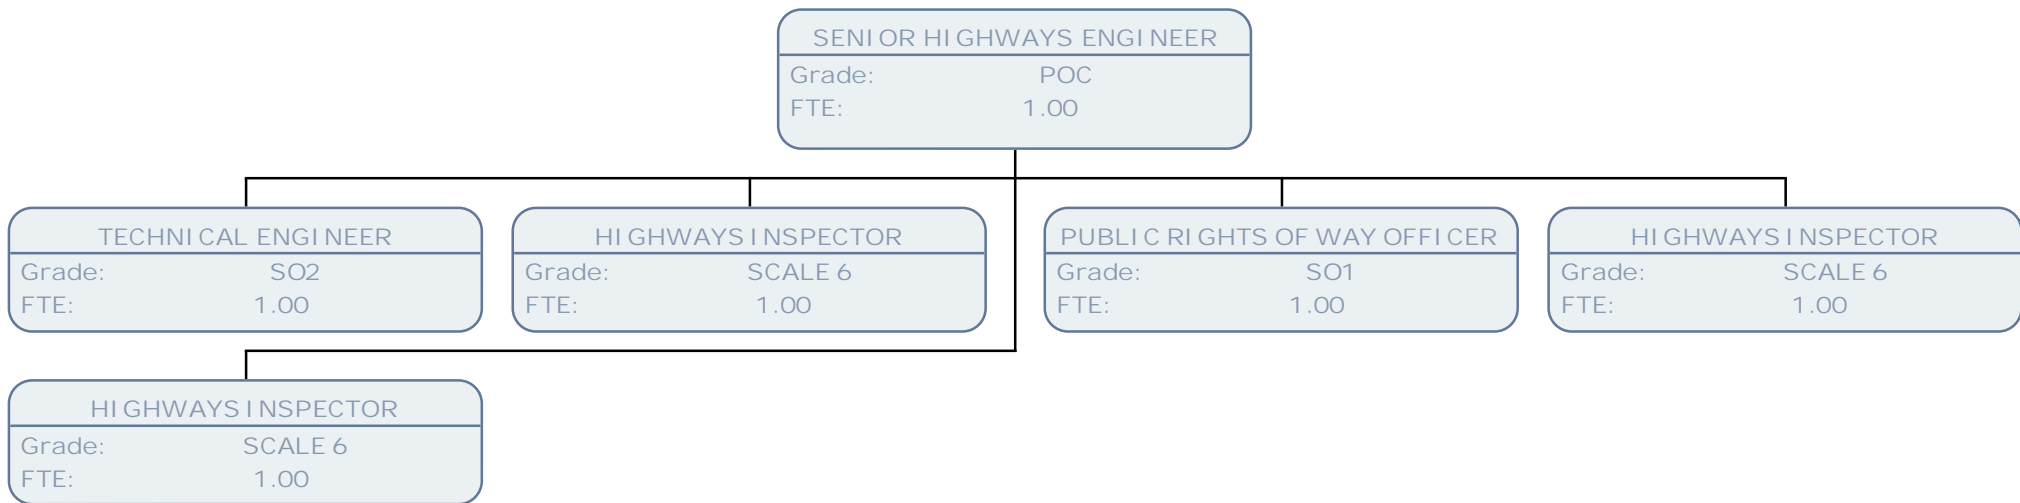 SENIOR HIGHWAYS ENGINEER
Grade: POC
FTE: 1.00
TECHNICAL ENGINEER
Grade: SO2
FTE: 1.00
HIGHWAYS INSPECTOR
Grade: SCALE 6
FTE: 1.00
PUBLIC RIGHTS OF WAY OFFICER
Grade: SO1
FTE: 1.00
HIGHWAYS INSPECTOR
Grade: SCALE 6
FTE: 1.00
HIGHWAYS INSPECTOR
Grade: SCALE 6
FTE: 1.00